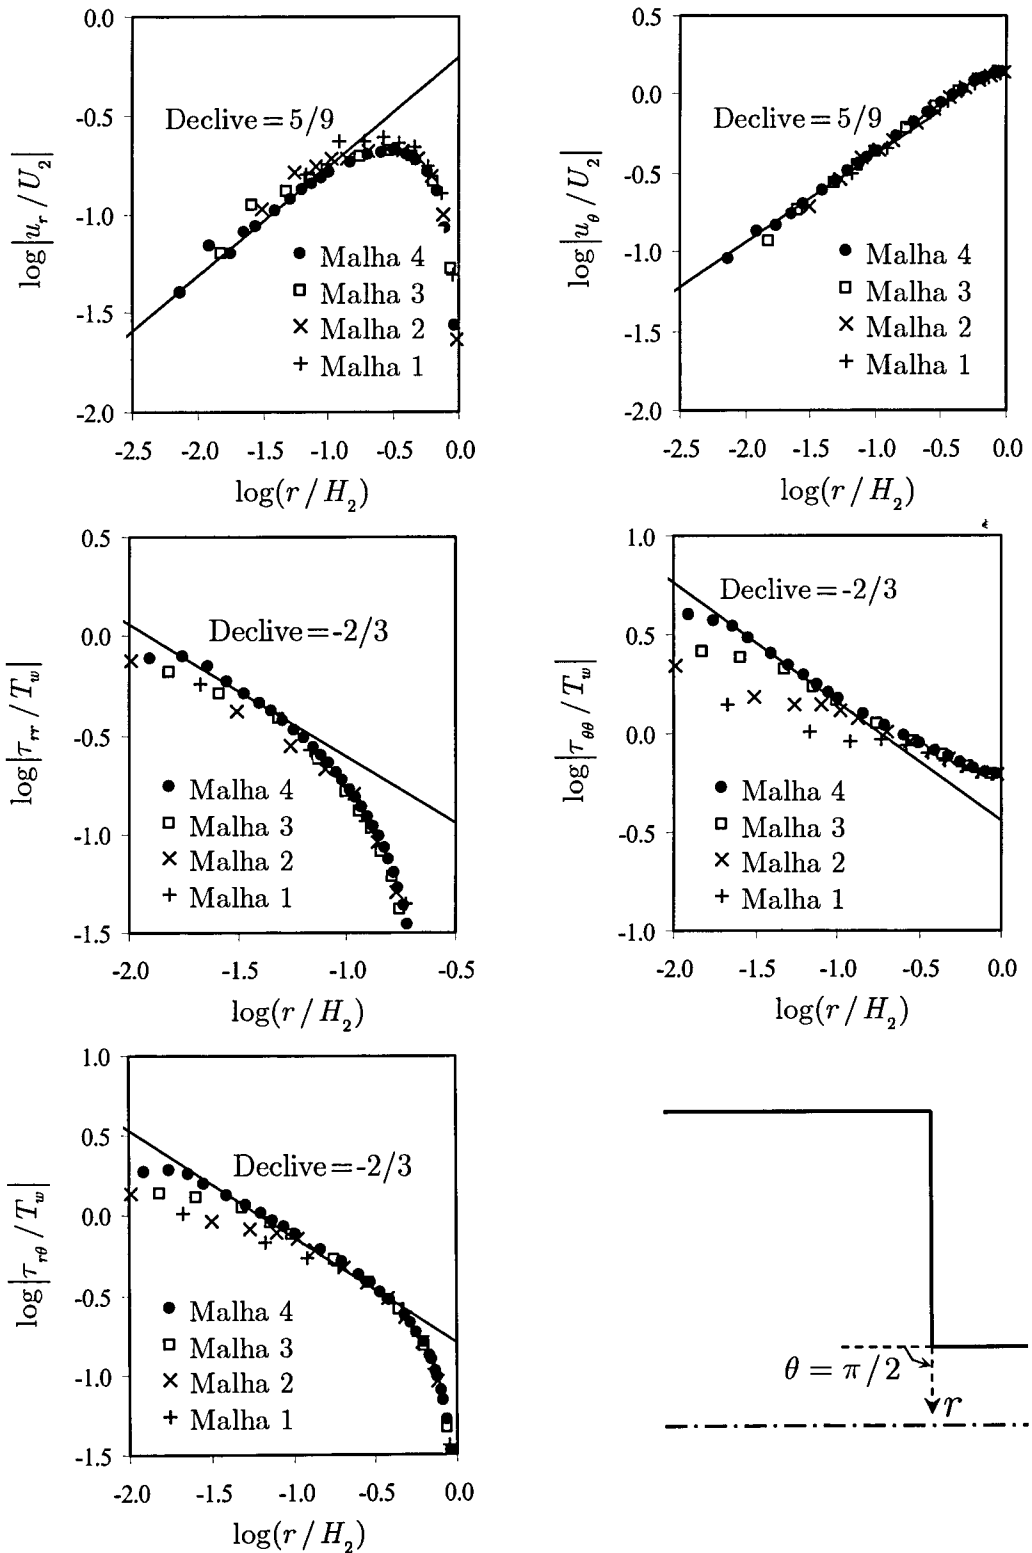 0.0
-0.5
-1.0
-1.5
-2.0
log|u_r / U_2|
Declive = 5/9
Malha 4
Malha 3
Malha 2
Malha 1
-2.5 -2.0 -1.5 -1.0 -0.5 0.0
log(r / H_2)
0.5
0.0
-0.5
-1.0
-1.5
-2.0
log|u_θ / U_2|
Declive = 5/9
Malha 4
Malha 3
Malha 2
Malha 1
-2.5 -2.0 -1.5 -1.0 -0.5 0.0
log(r / H_2)
0.5
0.0
-0.5
-1.0
-1.5
log|τ_rr / T_w|
Declive = -2/3
Malha 4
Malha 3
Malha 2
Malha 1
-2.0 -1.5 -1.0 -0.5
log(r / H_2)
1.0
0.5
0.0
-0.5
-1.0
log|τ_θθ / T_w|
Declive = -2/3
Malha 4
Malha 3
Malha 2
Malha 1
-2.0 -1.5 -1.0 -0.5 0.0
log(r / H_2)
1.0
0.5
0.0
-0.5
-1.0
-1.5
log|τ_rθ / T_w|
Declive = -2/3
Malha 4
Malha 3
Malha 2
Malha 1
-2.0 -1.5 -1.0 -0.5 0.0
log(r / H_2)
θ = π/2
r